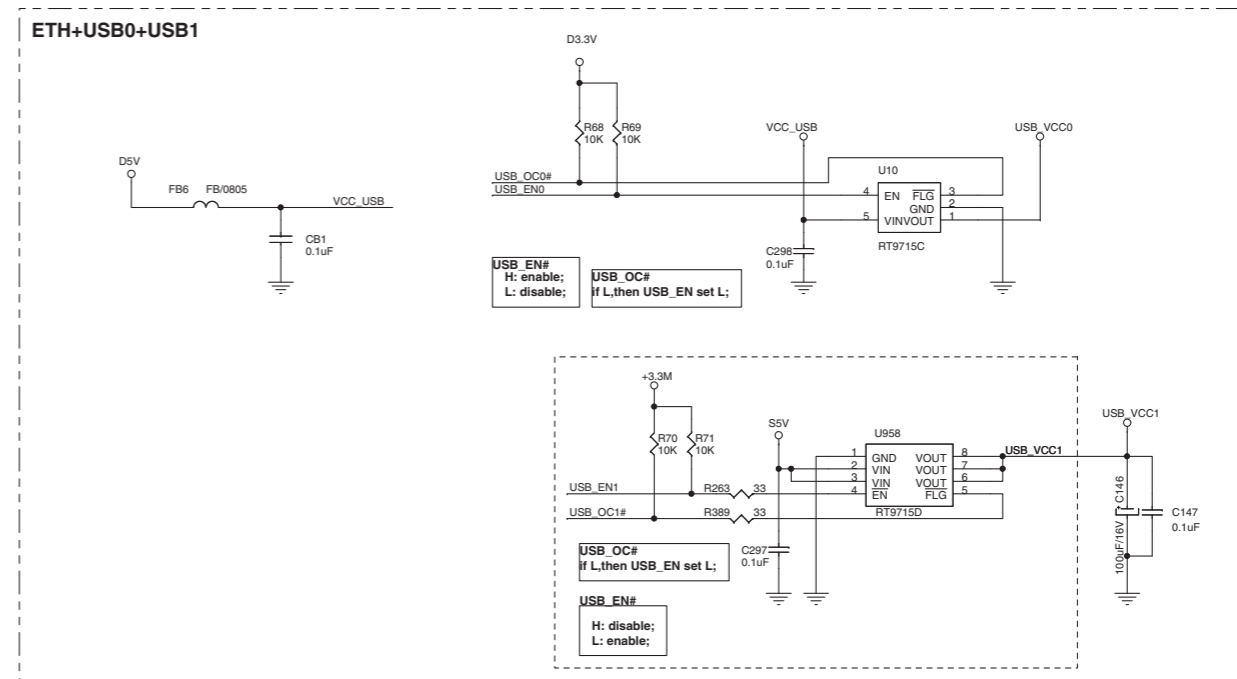 ETH+USB0+USB1
D3.3V
R68
10K
R69
10K
VCC_USB
USB_VCC0
D5V
FB6 FB/0805
VCC_USB
CB1
0.1uF
USB_OC0#
USB_EN0
U10
4 EN FLG 3
GND 2
5 VINVOUT 1
RT9715C
C298
0.1uF
USB_EN#
H: enable;
L: disable;
USB_OC#
if L,then USB_EN set L;
+3.3M
R70
10K
R71
10K
S5V
U958
USB_VCC1
1 GND VOUT 8
2 VIN VOUT 7
3 VIN VOUT 6
4 EN FLG 5
RT9715D
USB_VCC1
USB_EN1
R263 33
USB_OC1#
R389 33
C297
0.1uF
100uF/16V C146
C147
0.1uF
USB_OC#
if L,then USB_EN set L;
USB_EN#
H: disable;
L: enable;